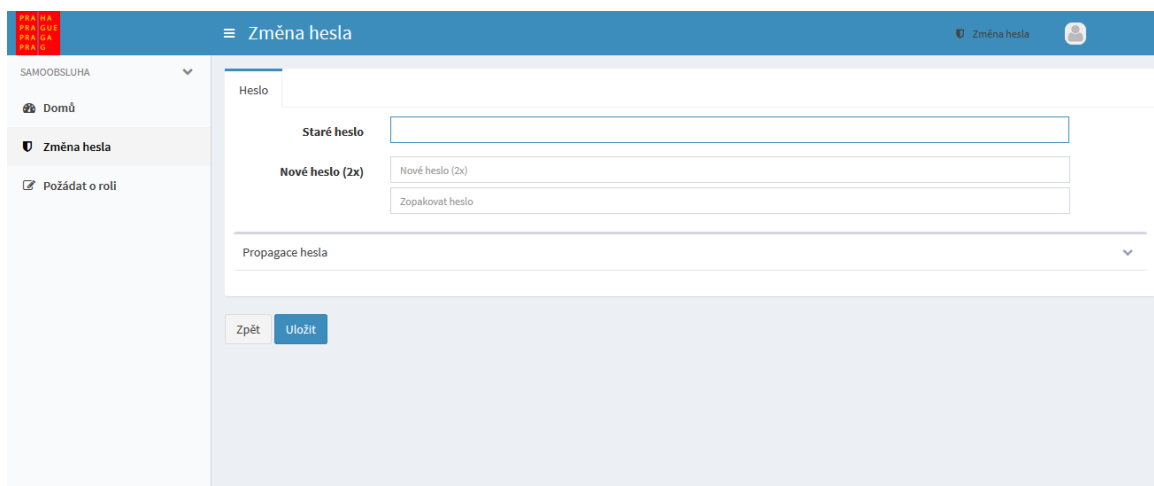 PRA HA
PRA GUE
PRA GA
PRA G
Změna hesla
Změna hesla
SAMOOBSLUHA
Domů
Změna hesla
Požádat o roli
Heslo
Staré heslo
Nové heslo (2x)
Nové heslo (2x)
Zopakovat heslo
Propagace hesla
Zpět
Uložit